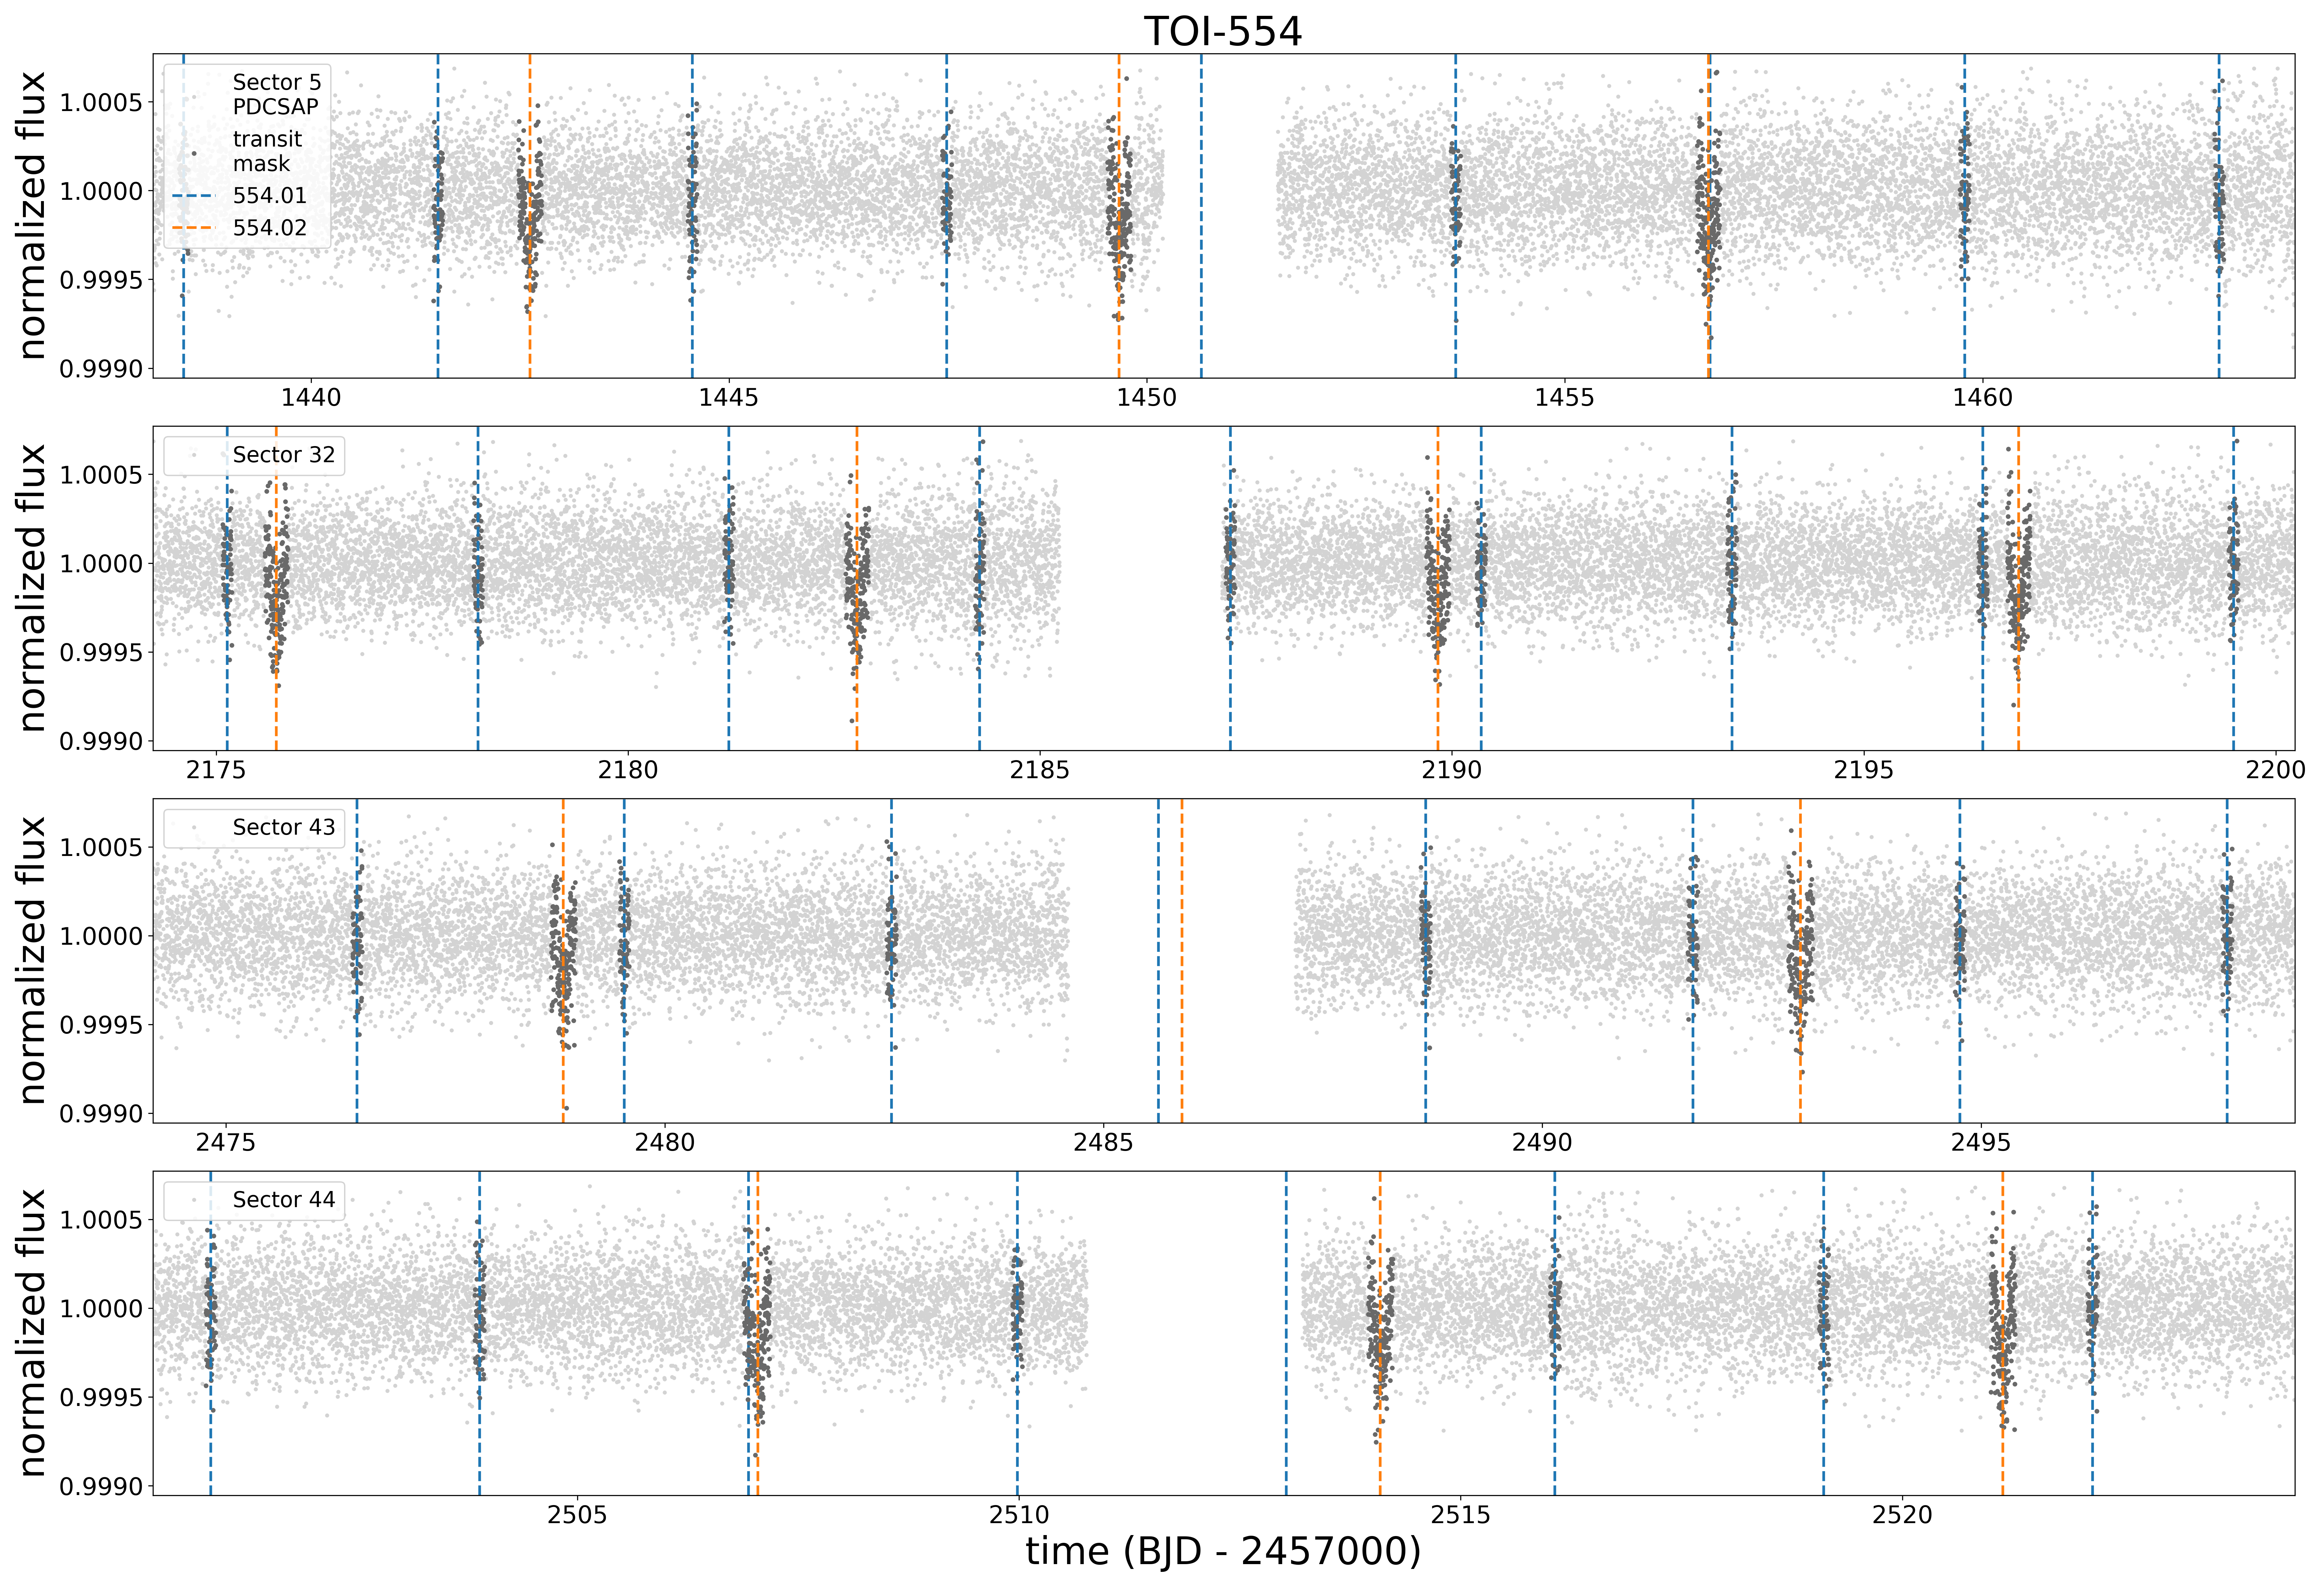 TOI-554
normalized flux
1.0005
1.0000
0.9995
0.9990
Sector 5
PDCSAP
transit
mask
554.01
554.02
1440
1445
1450
1455
1460
normalized flux
1.0005
1.0000
0.9995
0.9990
Sector 32
2175
2180
2185
2190
2195
2200
normalized flux
1.0005
1.0000
0.9995
0.9990
Sector 43
2475
2480
2485
2490
2495
normalized flux
1.0005
1.0000
0.9995
0.9990
Sector 44
2505
2510
2515
2520
time (BJD - 2457000)